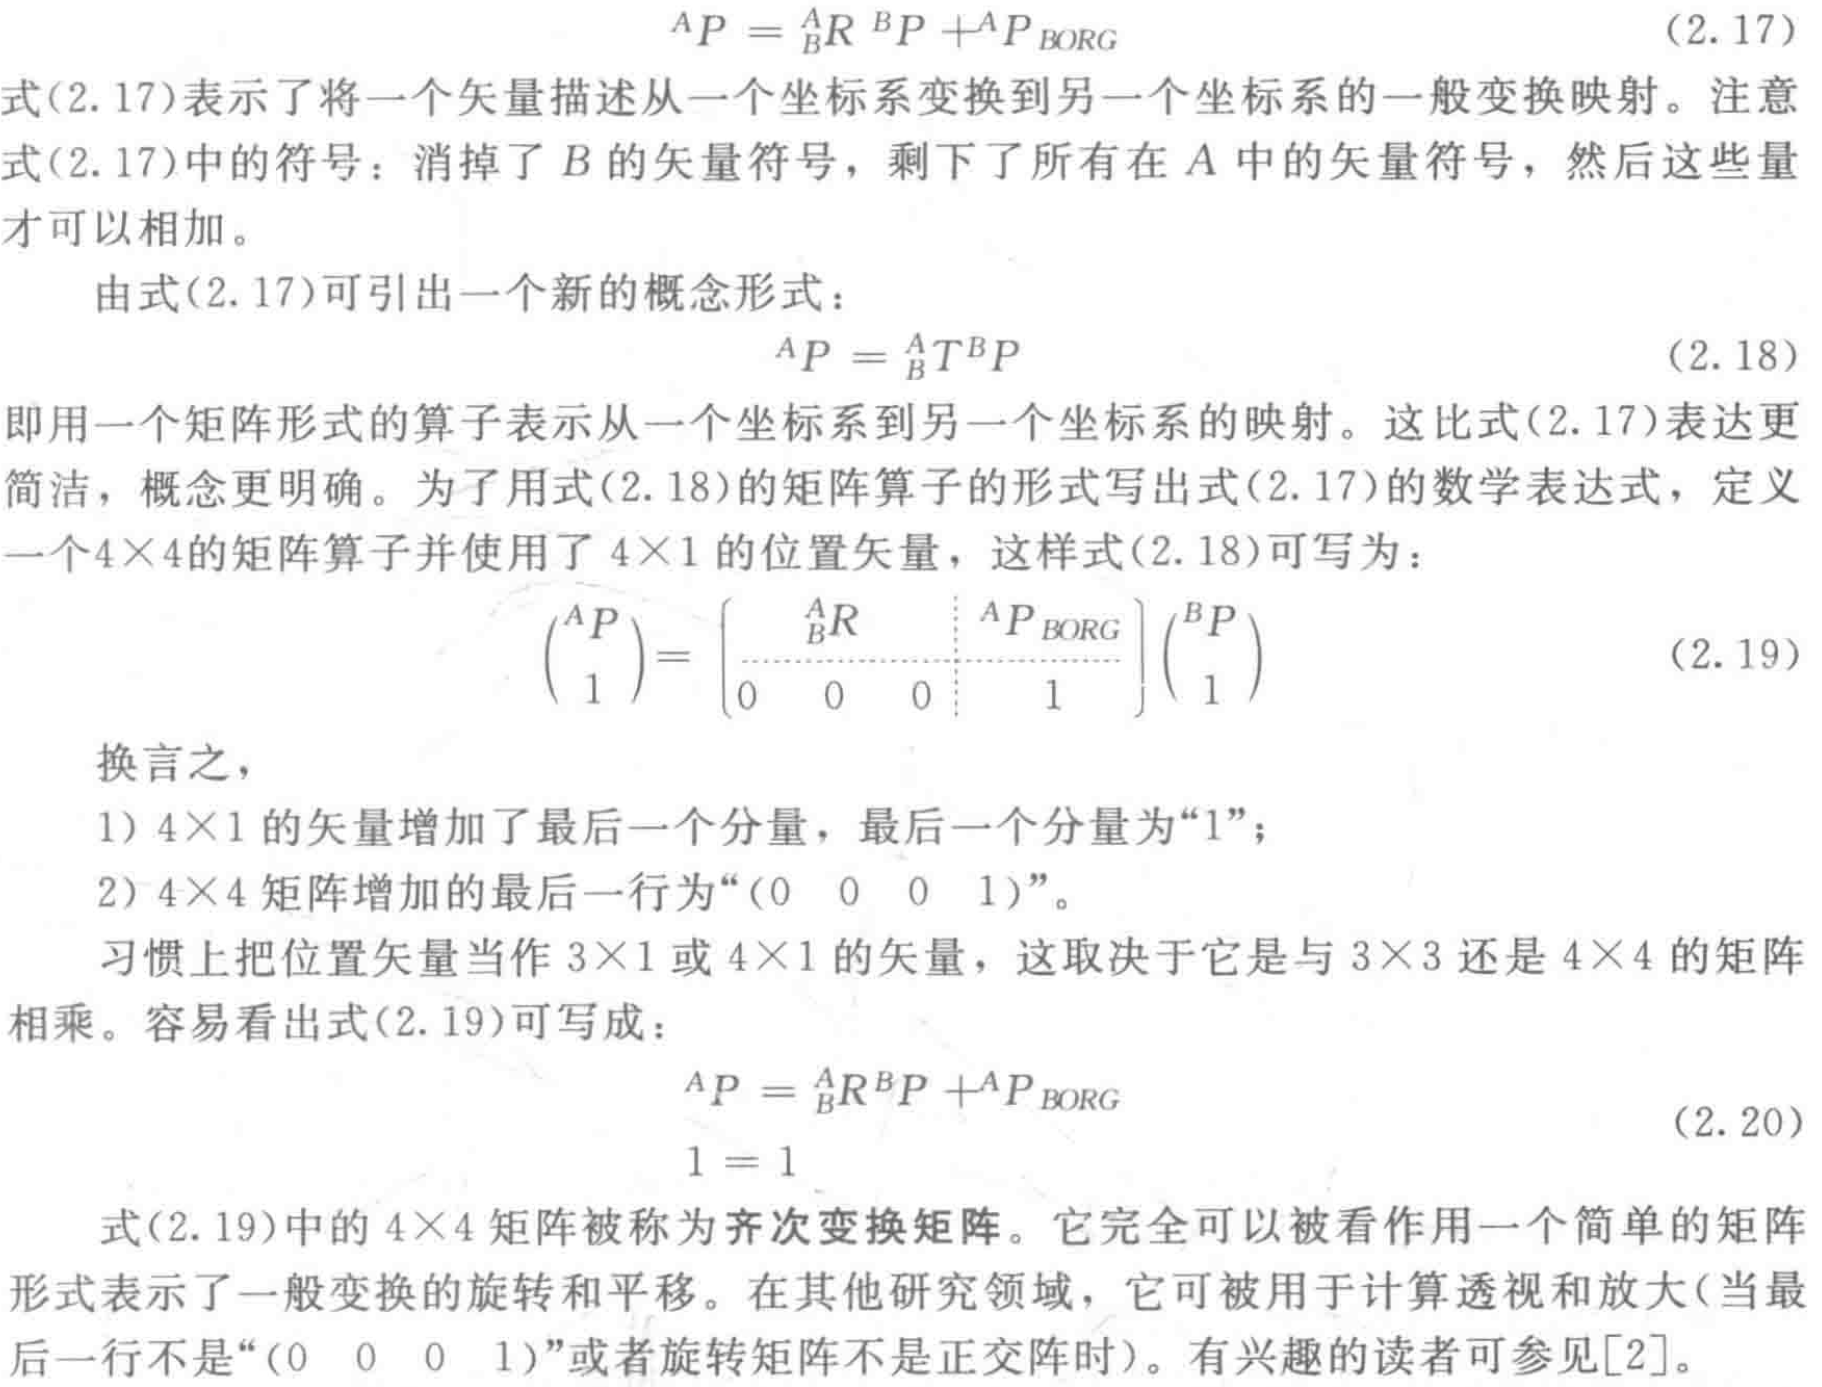 ᴬP = ᴬ_B R ᴮP + ᴬP_BORG (2.17)
式(2.17)表示了将一个矢量描述从一个坐标系变换到另一个坐标系的一般变换映射。注意
式(2.17)中的符号：消掉了 B 的矢量符号，剩下了所有在 A 中的矢量符号，然后这些量
才可以相加。
由式(2.17)可引出一个新的概念形式：
ᴬP = ᴬ_B T ᴮP (2.18)
即用一个矩阵形式的算子表示从一个坐标系到另一个坐标系的映射。这比式(2.17)表达更
简洁，概念更明确。为了用式(2.18)的矩阵算子的形式写出式(2.17)的数学表达式，定义
一个4×4的矩阵算子并使用了 4×1 的位置矢量，这样式(2.18)可写为：
ᴬP ᴬ_B R ᴬP_BORG ᴮP
= (2.19)
1 0 0 0 1 1
换言之，
1) 4×1 的矢量增加了最后一个分量，最后一个分量为“1”；
2) 4×4 矩阵增加的最后一行为“(0 0 0 1)”。
习惯上把位置矢量当作 3×1 或 4×1 的矢量，这取决于它是与 3×3 还是 4×4 的矩阵
相乘。容易看出式(2.19)可写成：
ᴬP = ᴬ_B R ᴮP + ᴬP_BORG
(2.20)
1 = 1
式(2.19)中的 4×4 矩阵被称为齐次变换矩阵。它完全可以被看作用一个简单的矩阵
形式表示了一般变换的旋转和平移。在其他研究领域，它可被用于计算透视和放大(当最
后一行不是“(0 0 0 1)”或者旋转矩阵不是正交阵时)。有兴趣的读者可参见[2]。